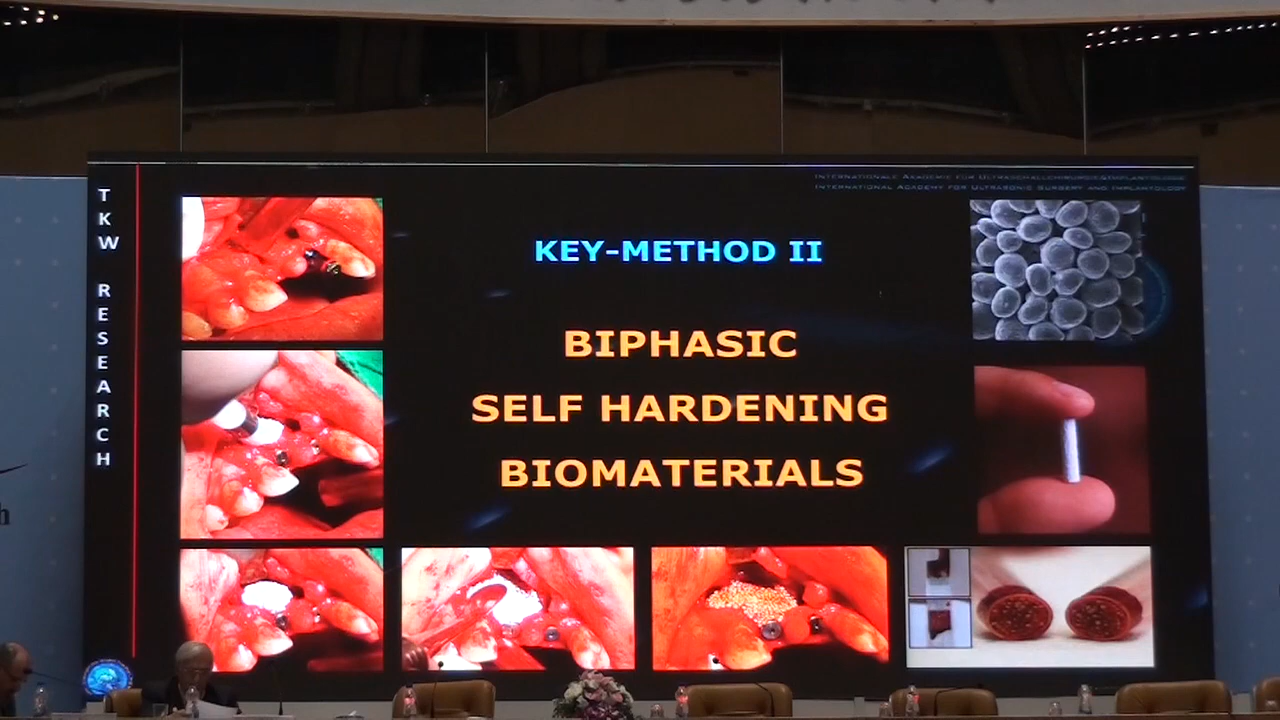 INTERNATIONALE AKADEMIE FÜR ULTRASCHALLCHIRURGIE&IMPLANTOLOGIE
INTERNATIONAL ACADEMY FOR ULTRASONIC SURGERY AND IMPLANTOLOGY
TKW RESEARCH
KEY-METHOD II
BIPHASIC
SELF HARDENING
BIOMATERIALS